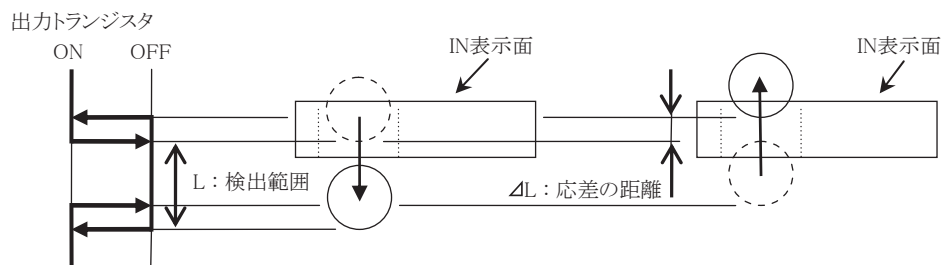 出力トランジスタ
ON OFF
IN表示面
IN表示面
L：検出範囲
⊿L：応差の距離